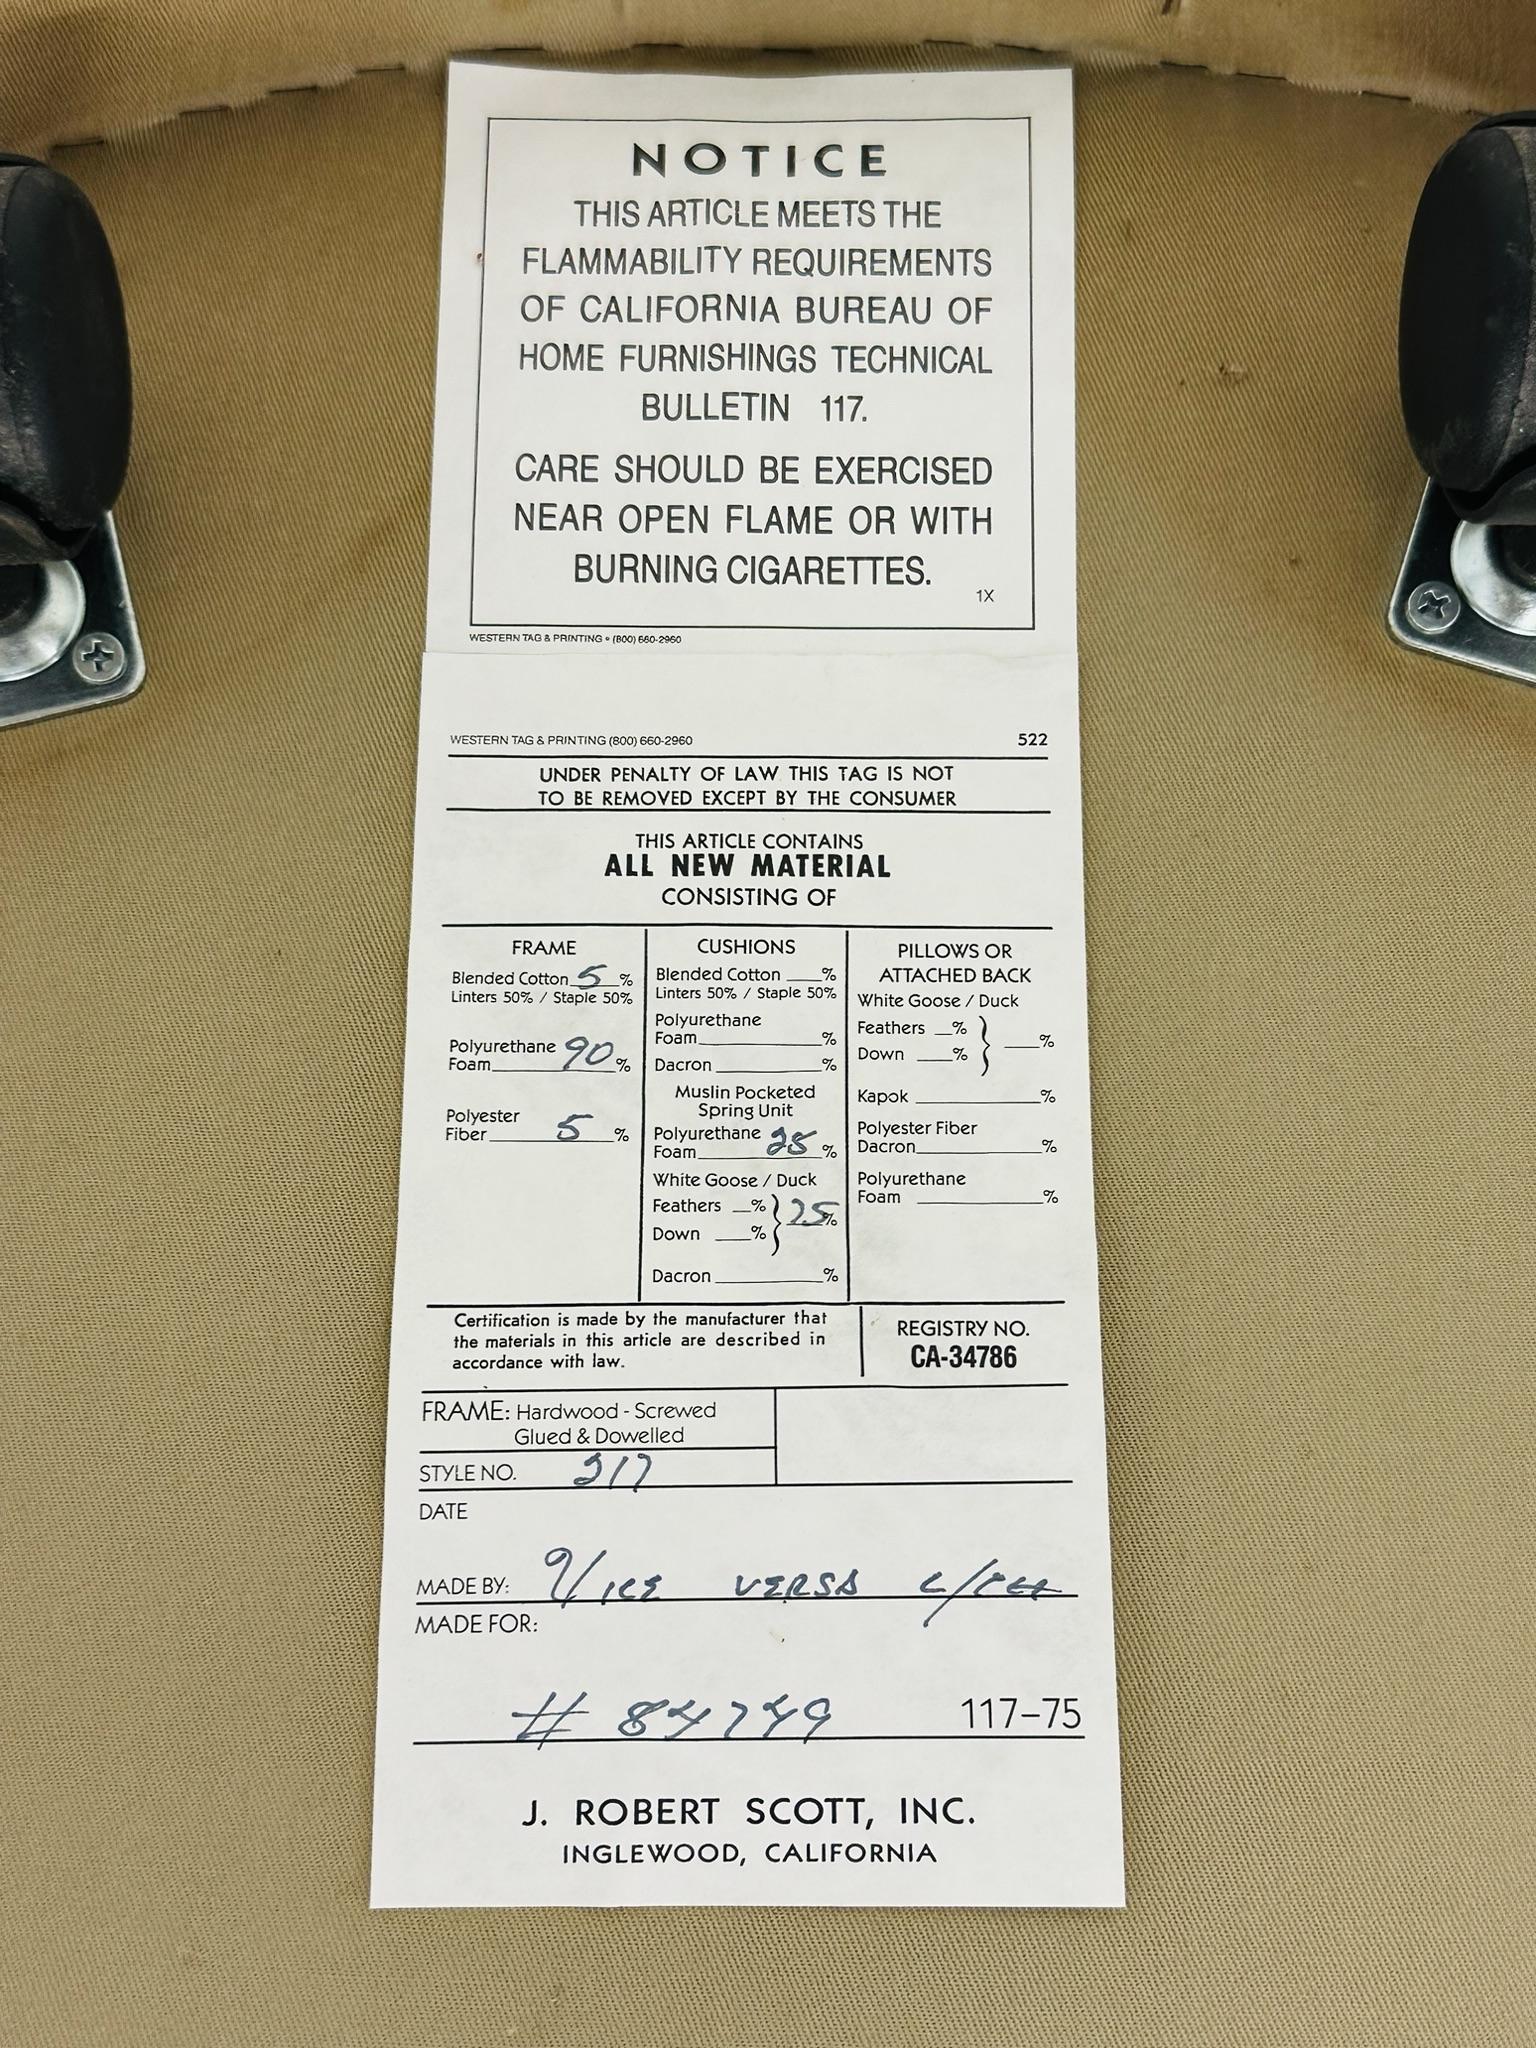 NOTICE
THIS ARTICLE MEETS THE
FLAMMABILITY REQUIREMENTS
OF CALIFORNIA BUREAU OF
HOME FURNISHINGS TECHNICAL
BULLETIN 117.
CARE SHOULD BE EXERCISED
NEAR OPEN FLAME OR WITH
BURNING CIGARETTES.
1X
WESTERN TAG & PRINTING • (800) 660-2960
WESTERN TAG & PRINTING (800) 660-2960 522
UNDER PENALTY OF LAW THIS TAG IS NOT
TO BE REMOVED EXCEPT BY THE CONSUMER
THIS ARTICLE CONTAINS
ALL NEW MATERIAL
CONSISTING OF
FRAME
Blended Cotton 5 %
Linters 50% / Staple 50%
Polyurethane
Foam 90 %
Polyester
Fiber 5 %
CUSHIONS
Blended Cotton %
Linters 50% / Staple 50%
Polyurethane
Foam %
Dacron %
Muslin Pocketed
Spring Unit
Polyurethane
Foam %
White Goose / Duck
Feathers %
Down %
%
Dacron %
PILLOWS OR
ATTACHED BACK
White Goose / Duck
Feathers %
Down %
%
Kapok %
Polyester Fiber
Dacron %
Polyurethane
Foam %
Certification is made by the manufacturer that
the materials in this article are described in
accordance with law.
REGISTRY NO.
CA-34786
FRAME: Hardwood - Screwed
Glued & Dowelled
STYLE NO. 217
DATE
MADE BY: VICE VERSA
MADE FOR:
# 84749 117-75
J. ROBERT SCOTT, INC.
INGLEWOOD, CALIFORNIA